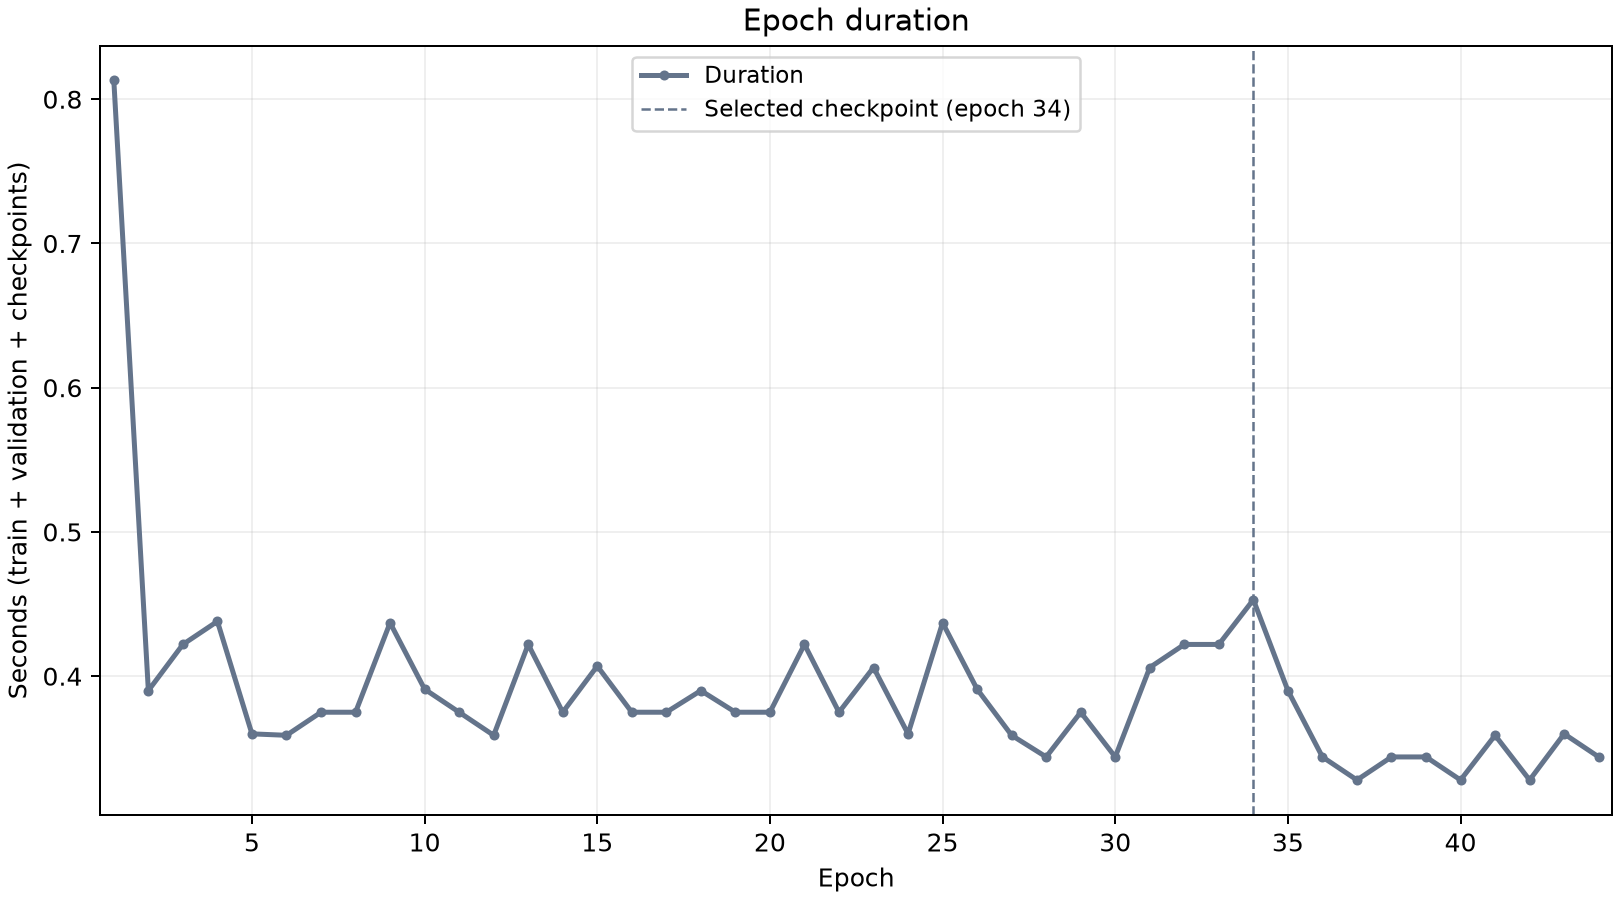 Epoch duration
Duration
Selected checkpoint (epoch 34)
Seconds (train + validation + checkpoints)
0.8
0.7
0.6
0.5
0.4
5 10 15 20 25 30 35 40
Epoch